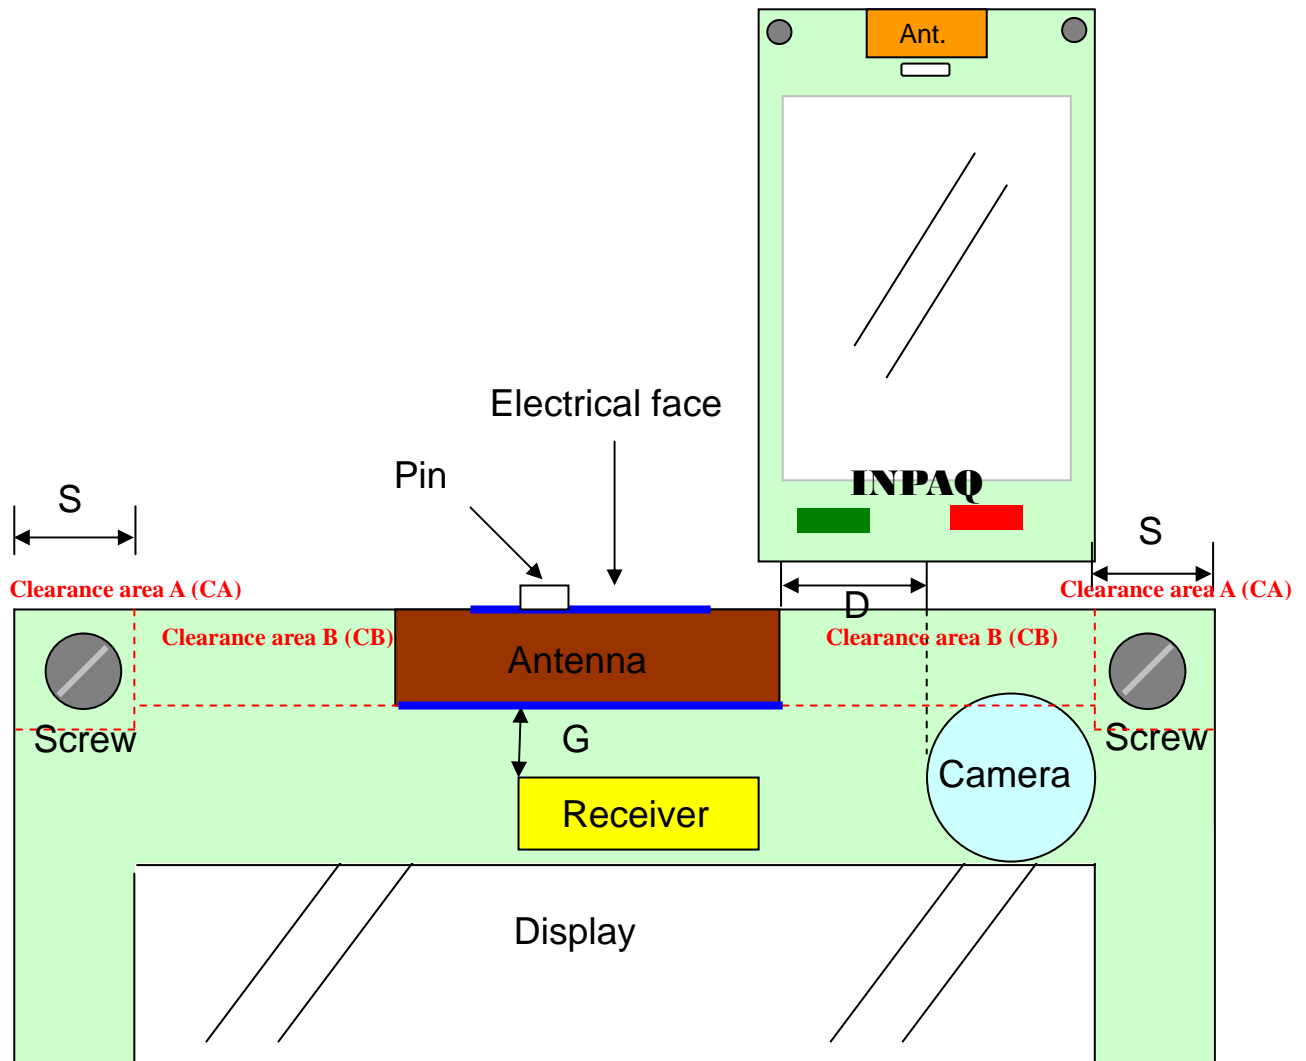 Ant.
Electrical face
Pin
INPAQ
S
S
Clearance area A (CA)
Clearance area A (CA)
D
Clearance area B (CB)
Clearance area B (CB)
Antenna
Screw
G
Screw
Camera
Receiver
Display